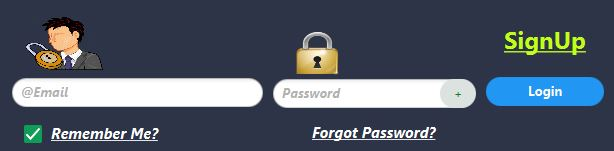 SignUp
@Email
Password +
Login
Remember Me?
Forgot Password?